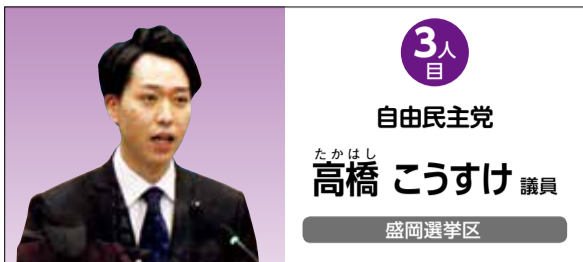 3人目
自由民主党
たかはし
高橋 こうすけ 議員
盛岡選挙区